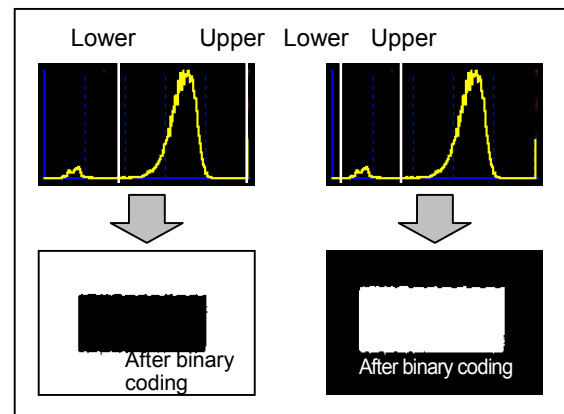 Lower Upper Lower Upper
After binary
coding
After binary coding